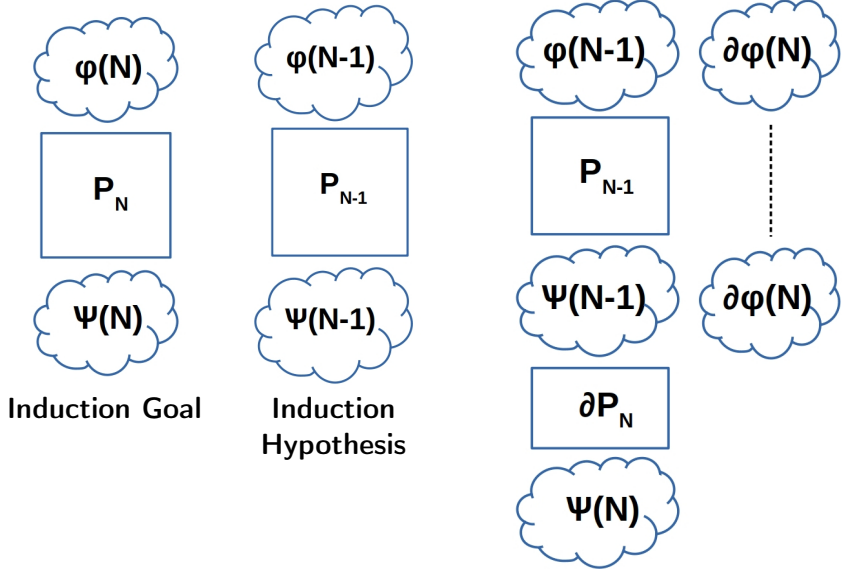 φ(N)
P_N
Ψ(N)
Induction Goal
φ(N-1)
P_N-1
Ψ(N-1)
Induction
Hypothesis
φ(N-1)
∂φ(N)
P_N-1
Ψ(N-1)
∂φ(N)
∂P_N
Ψ(N)